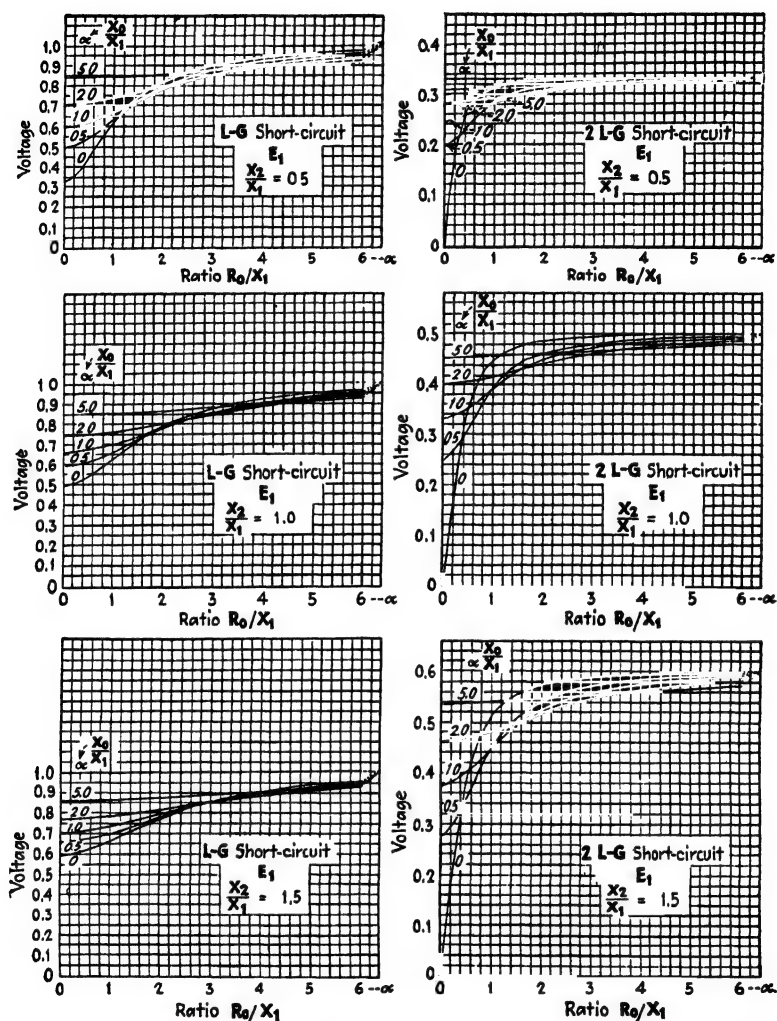 ∝ X₀/X₁
5.0
2.0
1.0
0.5
0
1.0
0.9
0.8
0.7
0.6
0.5
0.4
0.3
0.2
0.1
0
Voltage
L-G Short-circuit
E₁
X₂/X₁ = 0.5
0 1 2 3 4 5 6--∝
Ratio R₀/X₁
∝ X₀/X₁
0.4
0.3
0.2
0.1
0
Voltage
5.0
2.0
1.0
0.5
0
2 L-G Short-circuit
E₁
X₂/X₁ = 0.5
0 1 2 3 4 5 6--∝
Ratio R₀/X₁
∝ X₀/X₁
5.0
2.0
1.0
0.5
0
1.0
0.9
0.8
0.7
0.6
0.5
0.4
0.3
0.2
0.1
0
Voltage
L-G Short-circuit
E₁
X₂/X₁ = 1.0
0 1 2 3 4 5 6--∝
Ratio R₀/X₁
∝ X₀/X₁
5.0
2.0
1.0
0.5
0
0.5
0.4
0.3
0.2
0.1
0
Voltage
2 L-G Short-circuit
E₁
X₂/X₁ = 1.0
0 1 2 3 4 5 6--∝
Ratio R₀/X₁
∝ X₀/X₁
5.0
2.0
1.0
0.5
0
1.0
0.9
0.8
0.7
0.6
0.5
0.4
0.3
0.2
0.1
0
Voltage
L-G Short-circuit
E₁
X₂/X₁ = 1.5
0 1 2 3 4 5 6--∝
Ratio R₀/X₁
∝ X₀/X₁
5.0
2.0
1.0
0.5
0
0.6
0.5
0.4
0.3
0.2
0.1
0
Voltage
2 L-G Short-circuit
E₁
X₂/X₁ = 1.5
0 1 2 3 4 5 6--∝
Ratio R₀/X₁